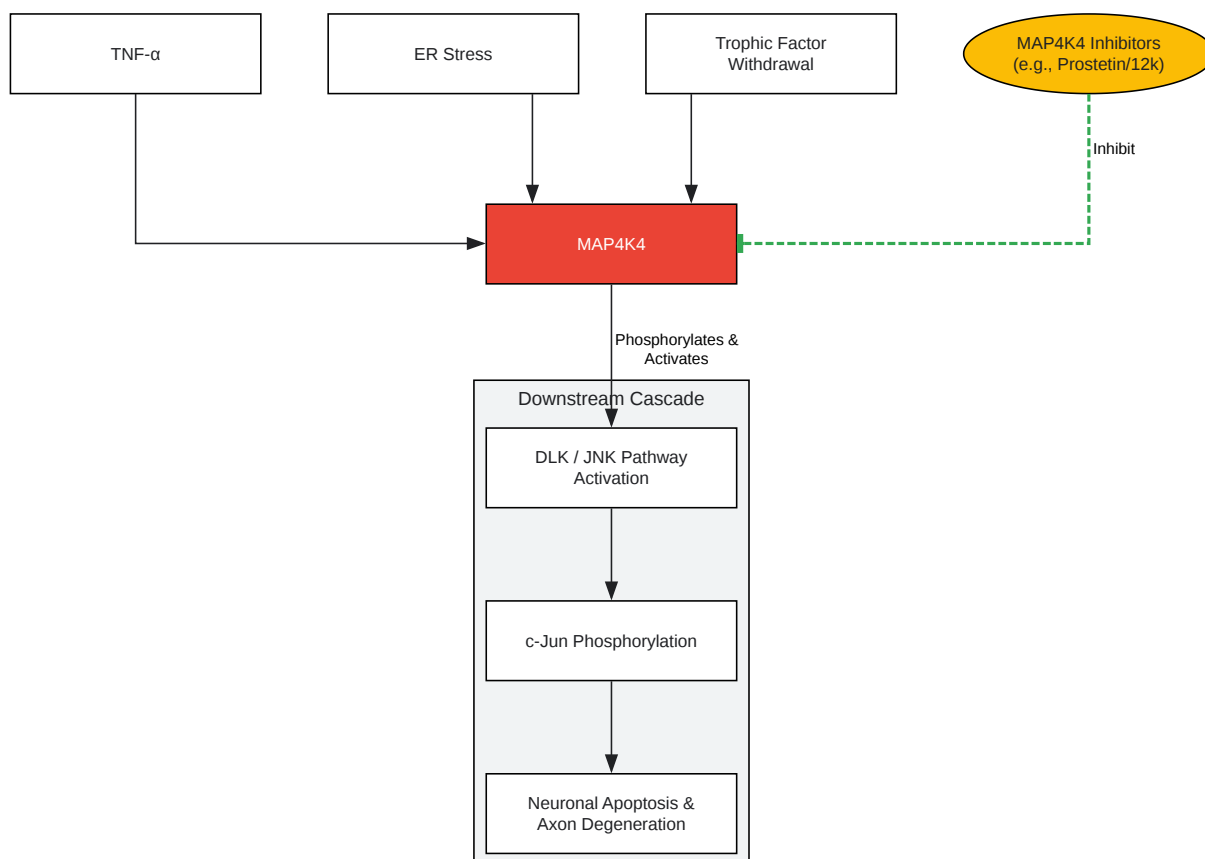 TNF-α
ER Stress
Trophic Factor
Withdrawal
MAP4K4 Inhibitors
(e.g., Prostetin/12k)
Inhibit
MAP4K4
Phosphorylates &
Activates
Downstream Cascade
DLK / JNK Pathway
Activation
c-Jun Phosphorylation
Neuronal Apoptosis &
Axon Degeneration